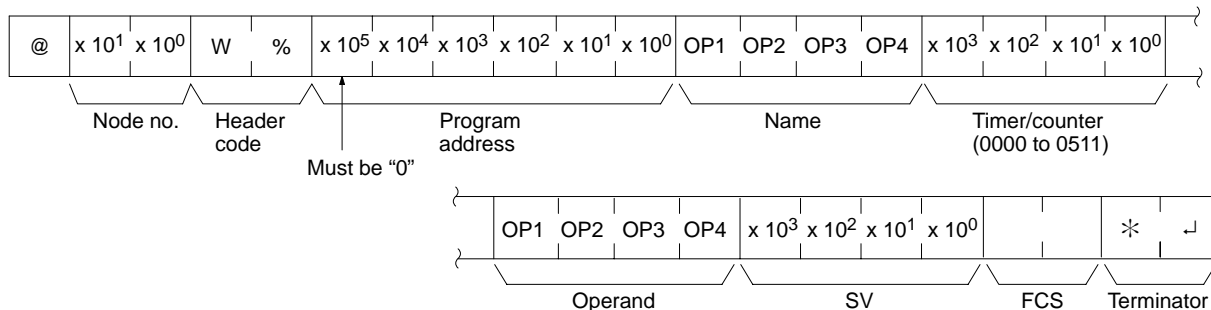 @ x 10¹ x 10⁰ W % x 10⁵ x 10⁴ x 10³ x 10² x 10¹ x 10⁰ OP1 OP2 OP3 OP4 x 10³ x 10² x 10¹ x 10⁰
Node no. Header code Program address Name Timer/counter (0000 to 0511)
Must be “0”
OP1 OP2 OP3 OP4 x 10³ x 10² x 10¹ x 10⁰ * ↵
Operand SV FCS Terminator